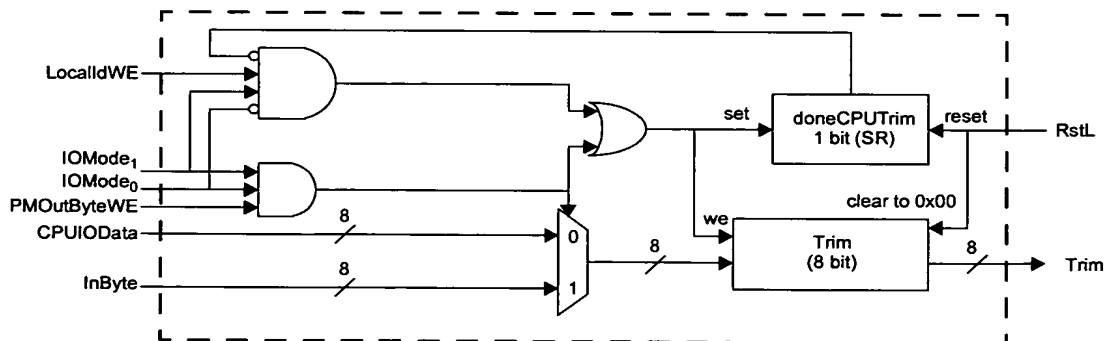 LocalIdWE
IOMode1
IOMode0
PMOutByteWE
CPUIOData
InByte
8
8
0
1
8
set
doneCPUTrim
1 bit (SR)
reset
RstL
clear to 0x00
we
Trim
(8 bit)
8
Trim